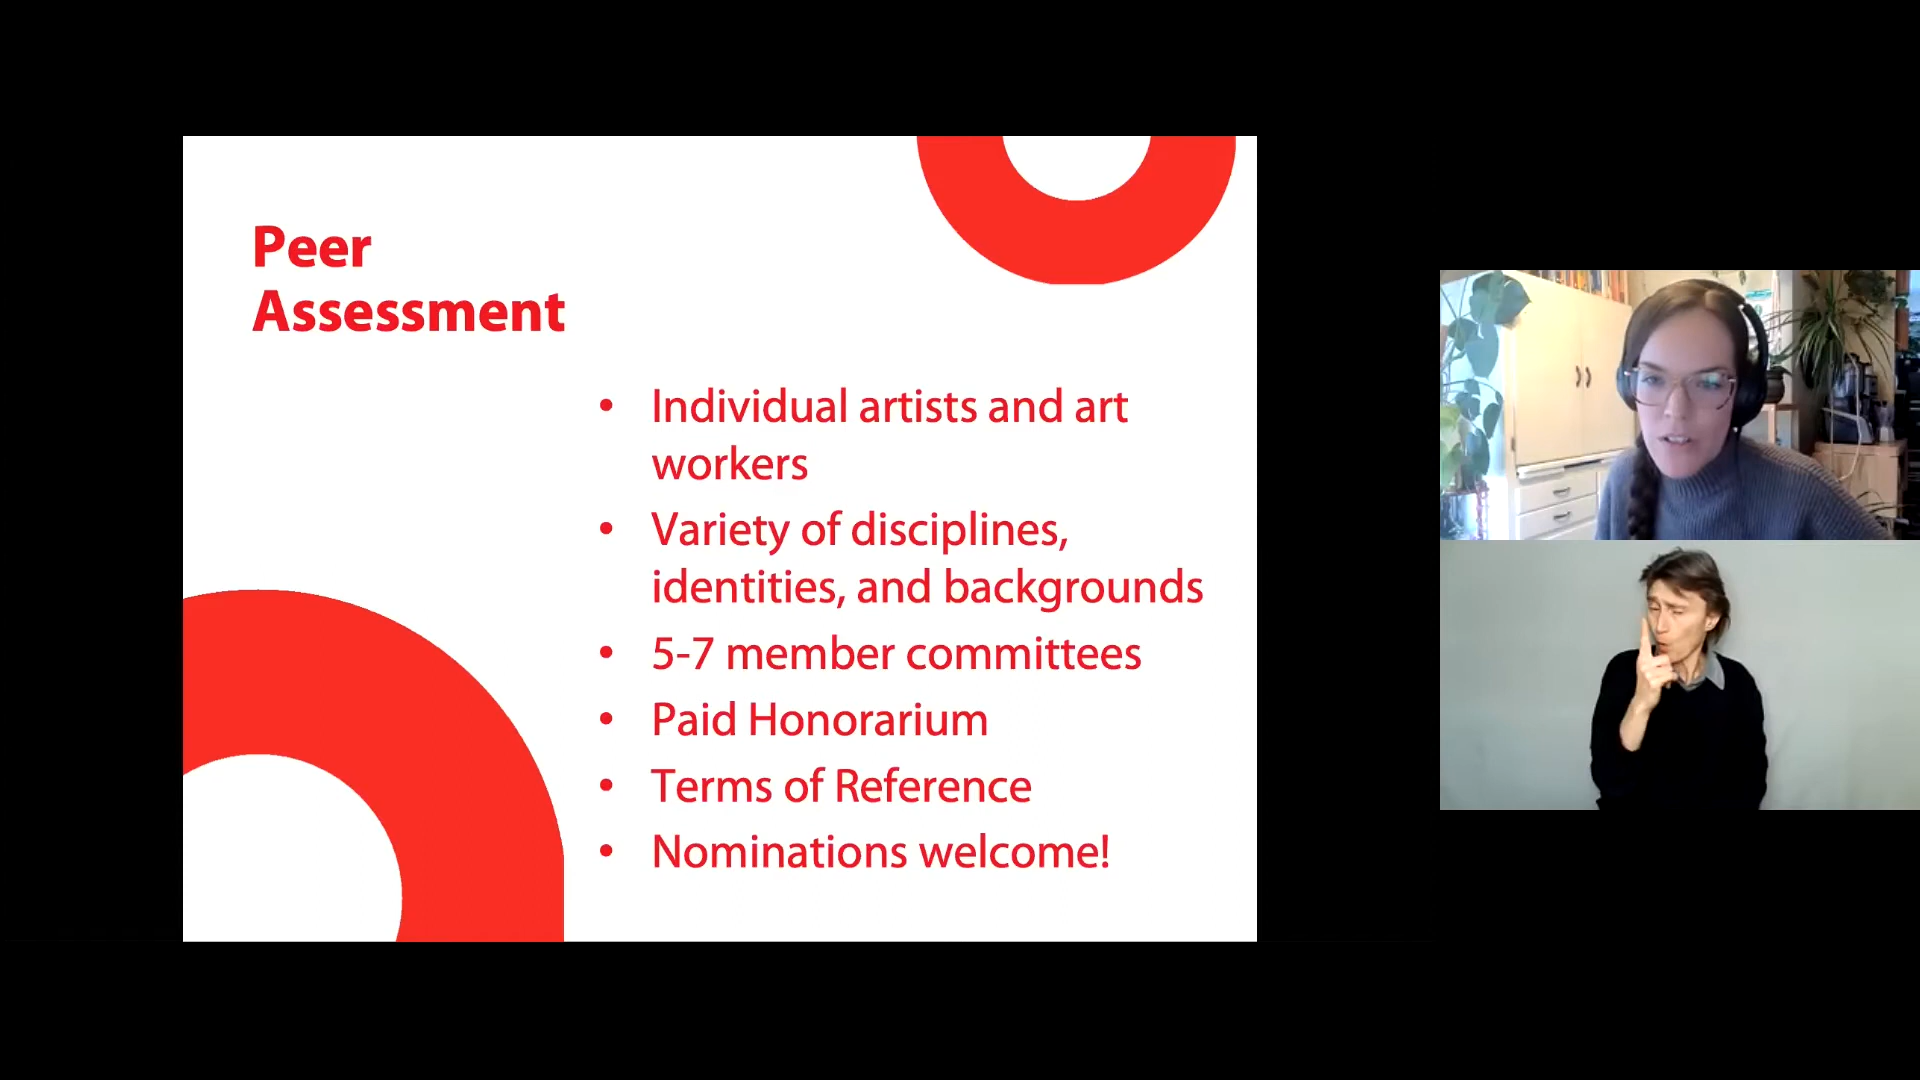 Peer
Assessment
• Individual artists and art
workers
• Variety of disciplines,
identities, and backgrounds
• 5-7 member committees
• Paid Honorarium
• Terms of Reference
• Nominations welcome!